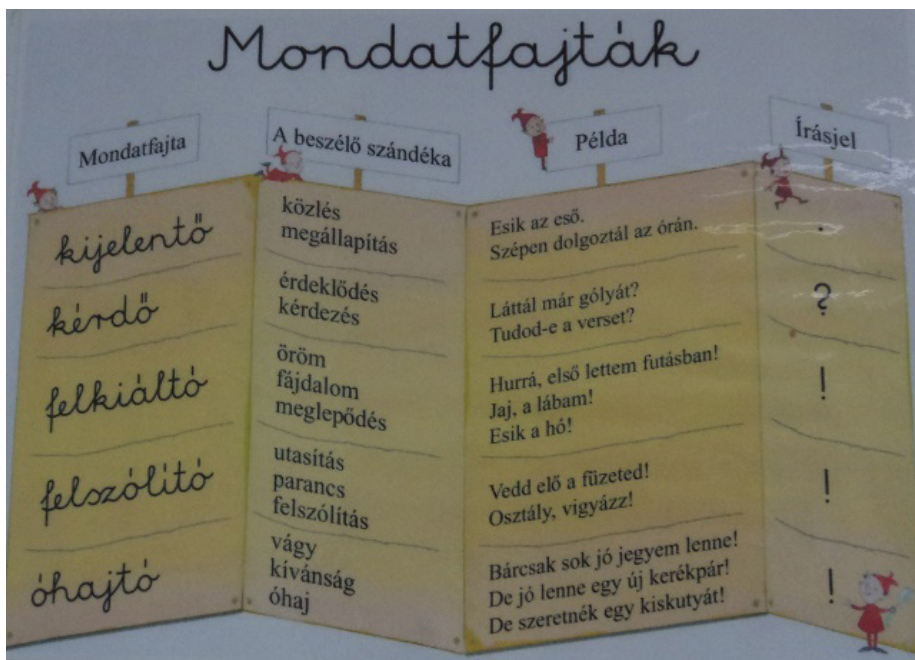 Mondatfajták
Mondatfajta
A beszélő szándéka
Példa
Írásjel
kijelentő
közlés
megállapítás
Esik az eső.
Szépen dolgoztál az órán.
.
kérdő
érdeklődés
kérdezés
Láttál már gólyát?
Tudod-e a verset?
?
felkiáltó
öröm
fájdalom
meglepődés
Hurrá, első lettem futásban!
Jaj, a lábam!
Esik a hó!
!
felszólító
utasítás
parancs
felszólítás
Vedd elő a füzeted!
Osztály, vigyázz!
!
óhajtó
vágy
kívánság
óhaj
Bárcsak sok jó jegyem lenne!
De jó lenne egy új kerékpár!
De szeretnék egy kiskutyát!
!